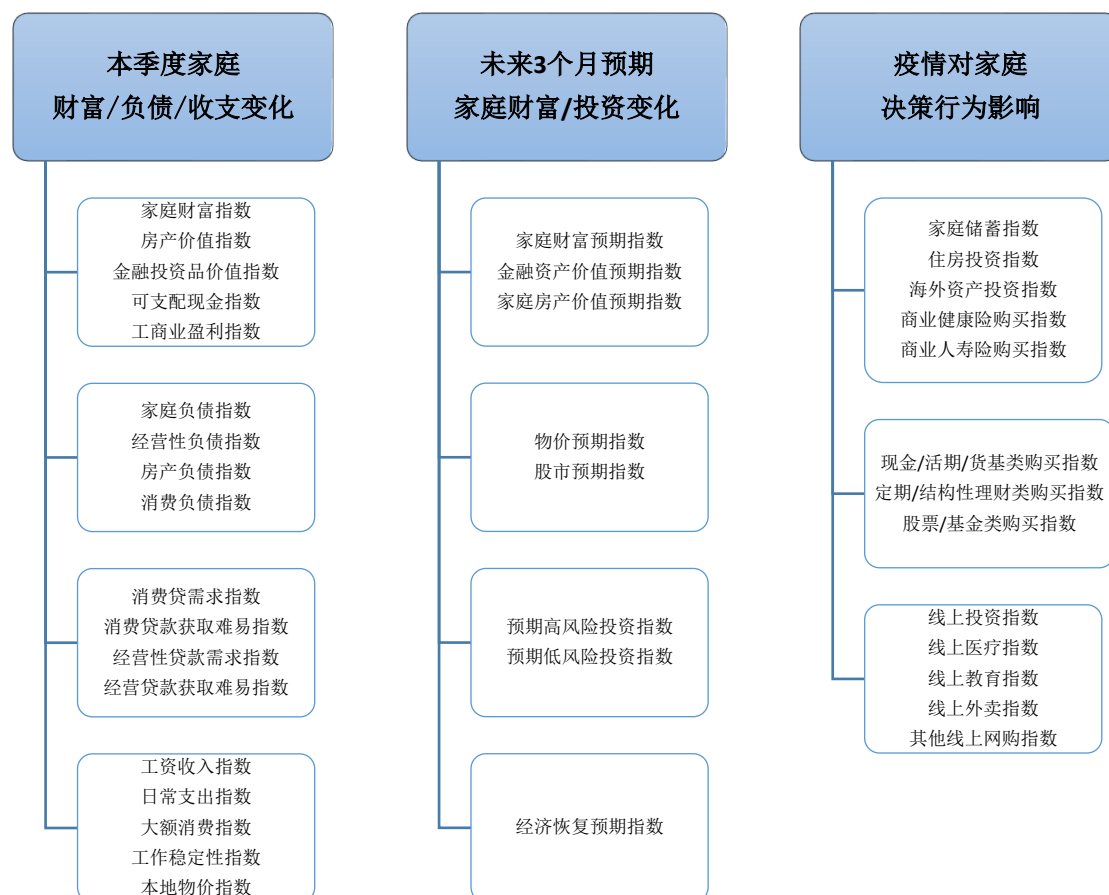 本季度家庭
财富/负债/收支变化
家庭财富指数
房产价值指数
金融投资品价值指数
可支配现金指数
工商业盈利指数
家庭负债指数
经营性负债指数
房产负债指数
消费负债指数
消费贷需求指数
消费贷款获取难易指数
经营性贷款需求指数
经营贷款获取难易指数
工资收入指数
日常支出指数
大额消费指数
工作稳定性指数
本地物价指数
未来3个月预期
家庭财富/投资变化
家庭财富预期指数
金融资产价值预期指数
家庭房产价值预期指数
物价预期指数
股市预期指数
预期高风险投资指数
预期低风险投资指数
经济恢复预期指数
疫情对家庭
决策行为影响
家庭储蓄指数
住房投资指数
海外资产投资指数
商业健康险购买指数
商业人寿险购买指数
现金/活期/货基类购买指数
定期/结构性理财类购买指数
股票/基金类购买指数
线上投资指数
线上医疗指数
线上教育指数
线上外卖指数
其他线上网购指数